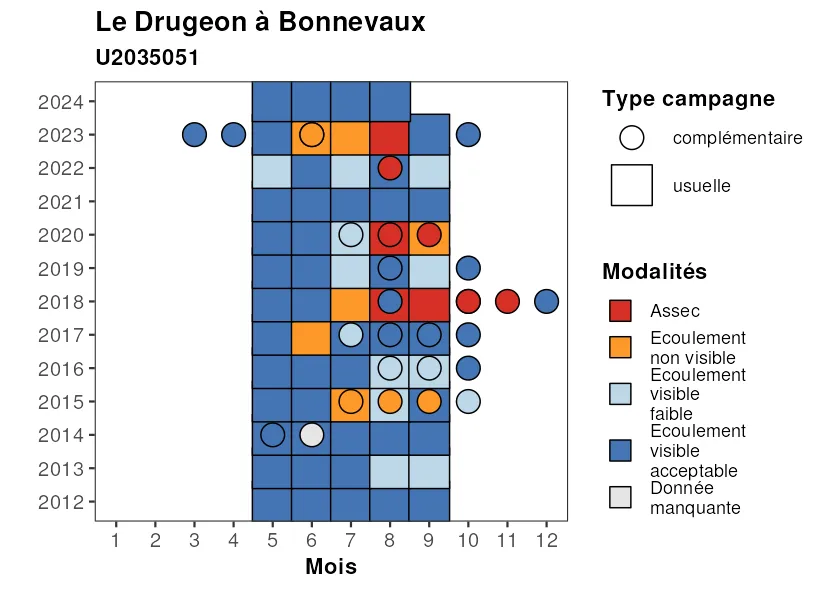 Le Drugeon à Bonnevaux
U2035051
2024
2023
2022
2021
2020
2019
2018
2017
2016
2015
2014
2013
2012
1 2 3 4 5 6 7 8 9 10 11 12
Mois
Type campagne
complémentaire
usuelle
Modalités
Assec
Ecoulement
non visible
Ecoulement
visible
faible
Ecoulement
visible
acceptable
Donnée
manquante